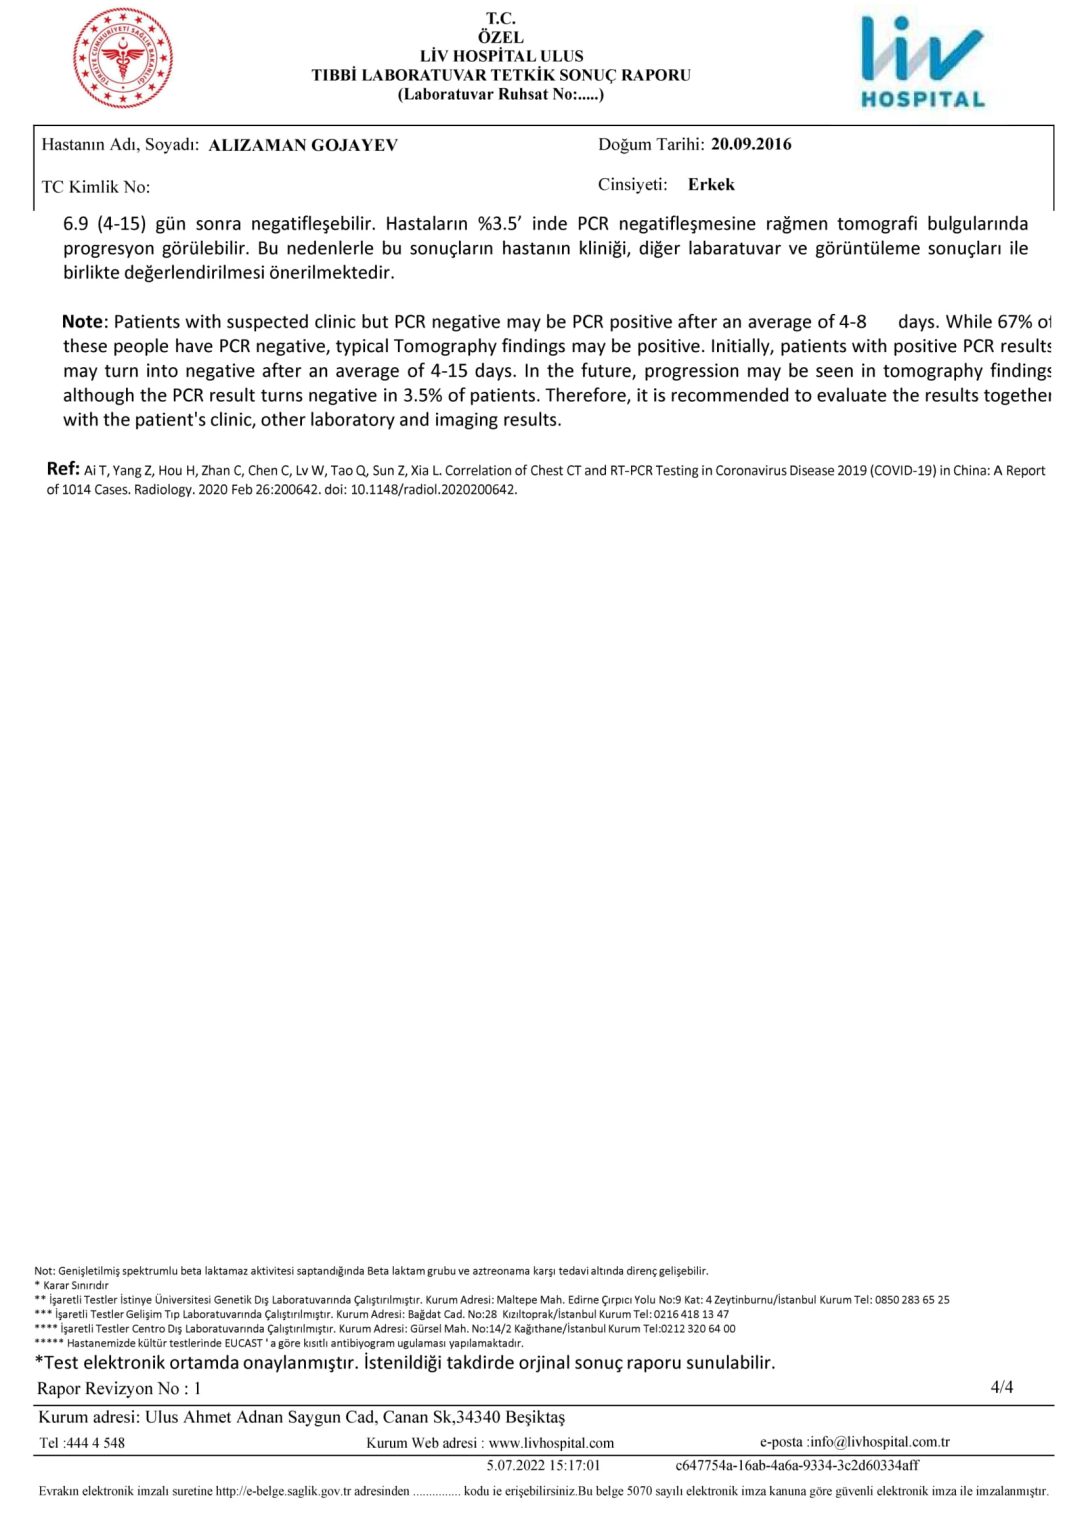 T.C.
ÖZEL
LİV HOSPİTAL ULUS
TIBBİ LABORATUVAR TETKİK SONUÇ RAPORU
(Laboratuvar Ruhsat No:.....)
TÜRKİYE CUMHURİYETİ SAĞLIK BAKANLIĞI
Liv
HOSPITAL
Hastanın Adı, Soyadı: ALIZAMAN GOJAYEV
Doğum Tarihi: 20.09.2016
TC Kimlik No:
Cinsiyeti: Erkek
6.9 (4-15) gün sonra negatifleşebilir. Hastaların %3.5’ inde PCR negatifleşmesine rağmen tomografi bulgularında
progresyon görülebilir. Bu nedenlerle bu sonuçların hastanın kliniği, diğer labaratuvar ve görüntüleme sonuçları ile
birlikte değerlendirilmesi önerilmektedir.
Note: Patients with suspected clinic but PCR negative may be PCR positive after an average of 4-8 days. While 67% of
these people have PCR negative, typical Tomography findings may be positive. Initially, patients with positive PCR results
may turn into negative after an average of 4-15 days. In the future, progression may be seen in tomography findings
although the PCR result turns negative in 3.5% of patients. Therefore, it is recommended to evaluate the results together
with the patient's clinic, other laboratory and imaging results.
Ref: Ai T, Yang Z, Hou H, Zhan C, Chen C, Lv W, Tao Q, Sun Z, Xia L. Correlation of Chest CT and RT-PCR Testing in Coronavirus Disease 2019 (COVID-19) in China: A Report
of 1014 Cases. Radiology. 2020 Feb 26:200642. doi: 10.1148/radiol.2020200642.
Not: Genişletilmiş spektrumlu beta laktamaz aktivitesi saptandığında Beta laktam grubu ve aztreonama karşı tedavi altında direnç gelişebilir.
* Karar Sınırıdır
** İşaretli Testler İstinye Üniversitesi Genetik Dış Laboratuvarında Çalıştırılmıştır. Kurum Adresi: Maltepe Mah. Edirne Çırpıcı Yolu No:9 Kat: 4 Zeytinburnu/İstanbul Kurum Tel: 0850 283 65 25
*** İşaretli Testler Gelişim Tıp Laboratuvarında Çalıştırılmıştır. Kurum Adresi: Bağdat Cad. No:28 Kızıltoprak/İstanbul Kurum Tel: 0216 418 13 47
**** İşaretli Testler Centro Dış Laboratuvarında Çalıştırılmıştır. Kurum Adresi: Gürsel Mah. No:14/2 Kağıthane/İstanbul Kurum Tel:0212 320 64 00
***** Hastanemizde kültür testlerinde EUCAST ' a göre kısıtlı antibiyogram ugulaması yapılamaktadır.
*Test elektronik ortamda onaylanmıştır. İstenildiği takdirde orjinal sonuç raporu sunulabilir.
Rapor Revizyon No : 1
4/4
Kurum adresi: Ulus Ahmet Adnan Saygun Cad, Canan Sk,34340 Beşiktaş
Tel :444 4 548
Kurum Web adresi : www.livhospital.com
e-posta :info@livhospital.com.tr
5.07.2022 15:17:01
c647754a-16ab-4a6a-9334-3c2d60334aff
Evrakın elektronik imzalı suretine http://e-belge.saglik.gov.tr adresinden ............... kodu ie erişebilirsiniz.Bu belge 5070 sayılı elektronik imza kanuna göre güvenli elektronik imza ile imzalanmıştır.